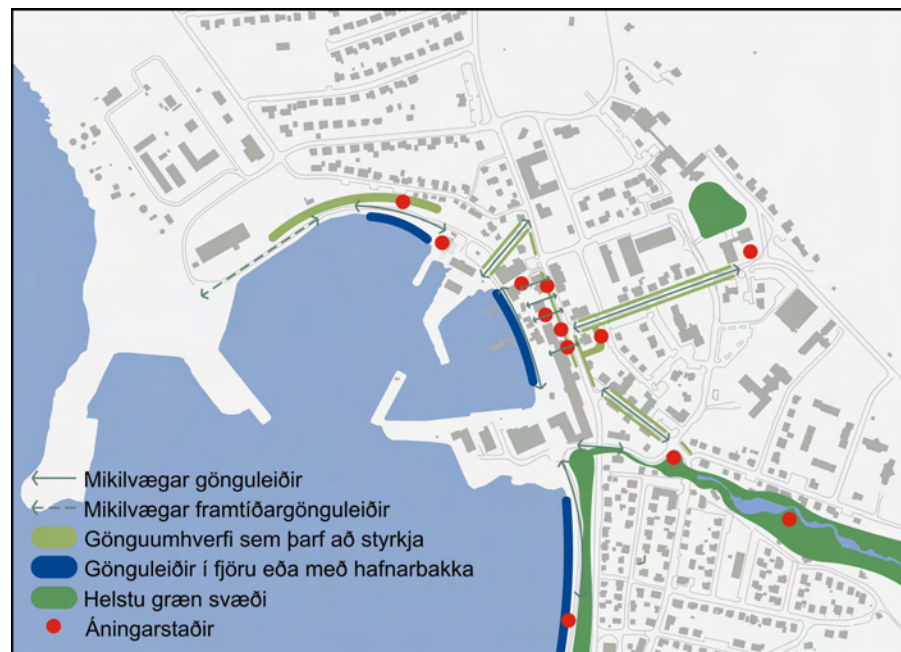 Mikilvægar gönguleiðir
Mikilvægar framtíðargönguleiðir
Gönguumhverfi sem þarf að styrkja
Gönguleiðir í fjöru eða með hafnarbakka
Helstu græn svæði
Áningarstaðir